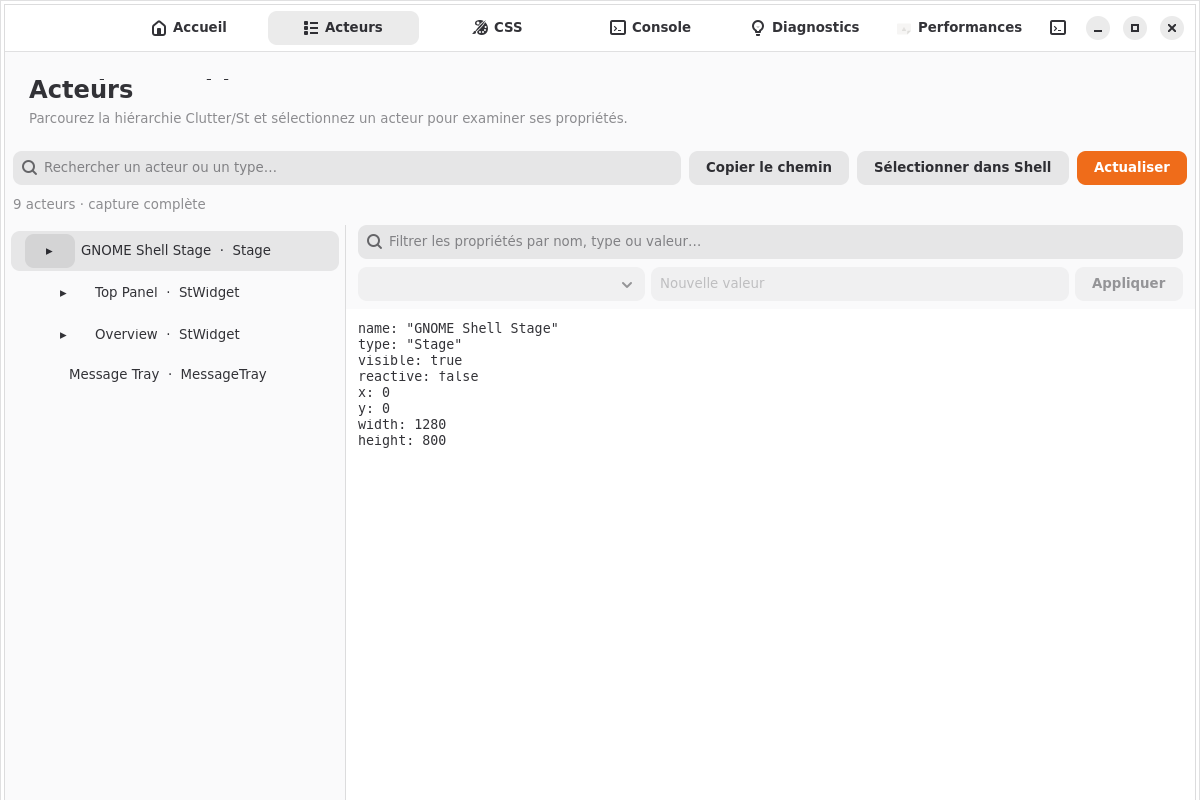 Accueil
Acteurs
CSS
Console
Diagnostics
Performances
Acteurs
Parcourez la hiérarchie Clutter/St et sélectionnez un acteur pour examiner ses propriétés.
Rechercher un acteur ou un type…
Copier le chemin
Sélectionner dans Shell
Actualiser
9 acteurs · capture complète
GNOME Shell Stage · Stage
Top Panel · StWidget
Overview · StWidget
Message Tray · MessageTray
Filtrer les propriétés par nom, type ou valeur…
Nouvelle valeur
Appliquer
name: "GNOME Shell Stage"
type: "Stage"
visible: true
reactive: false
x: 0
y: 0
width: 1280
height: 800